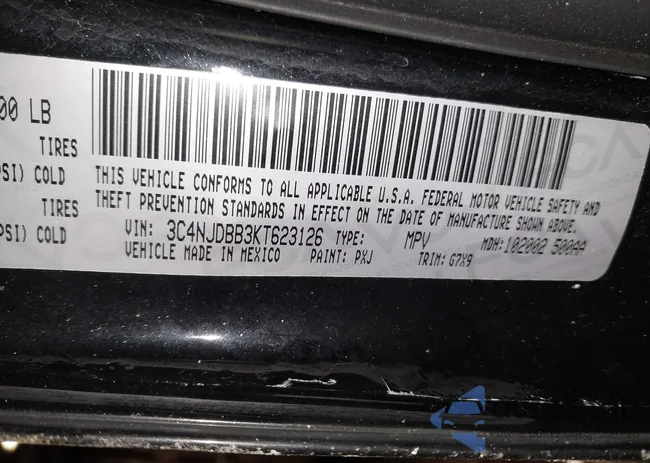 00 LB
TIRES
PSI) COLD
TIRES
PSI) COLD
THIS VEHICLE CONFORMS TO ALL APPLICABLE U.S.A. FEDERAL MOTOR VEHICLE SAFETY AND
THEFT PREVENTION STANDARDS IN EFFECT ON THE DATE OF MANUFACTURE SHOWN ABOVE.
VIN: 3C4NJDBB3KT623126 TYPE: MPV MDH: 102002 500AA
VEHICLE MADE IN MEXICO PAINT: PXJ TRIM: G7X9